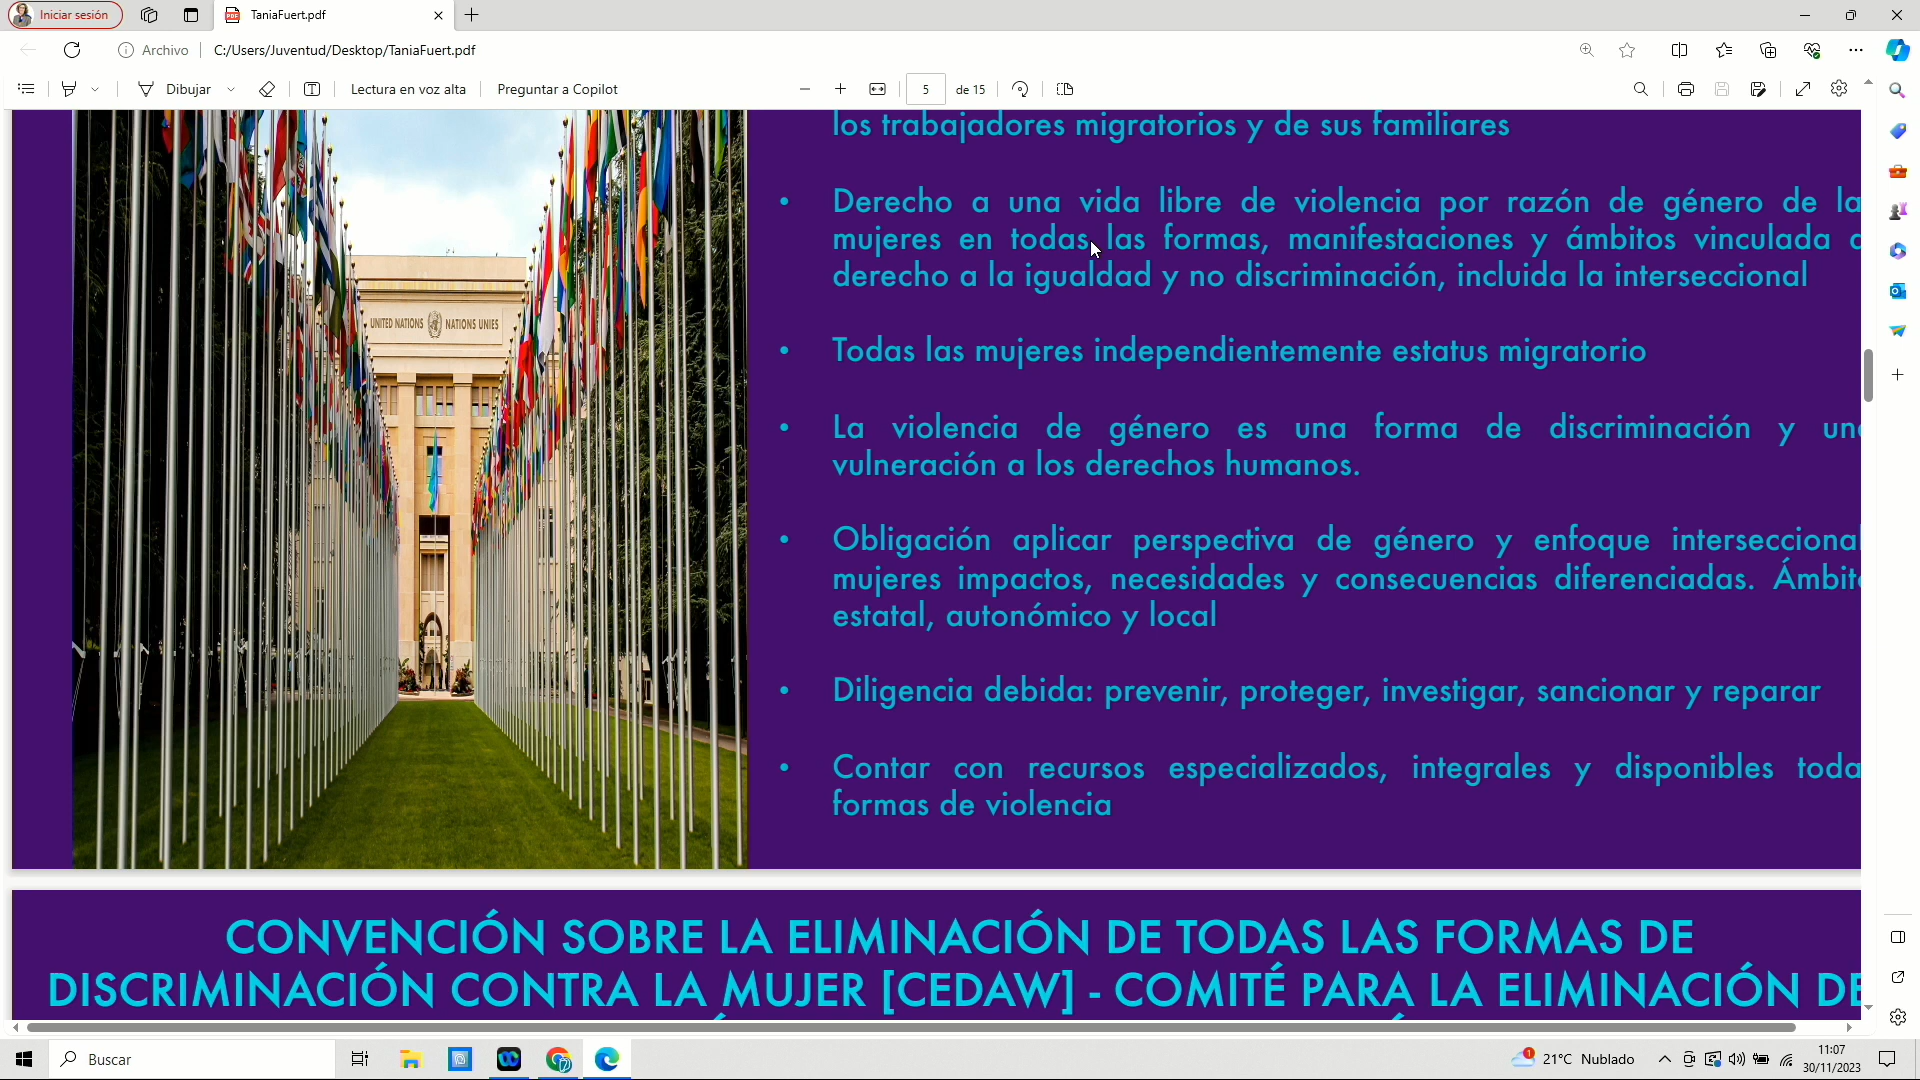 Iniciar sesión
TaniaFuert.pdf
Archivo
C:/Users/Juventud/Desktop/TaniaFuert.pdf
Dibujar
Lectura en voz alta
Preguntar a Copilot
5
de 15
los trabajadores migratorios y de sus familiares
• Derecho a una vida libre de violencia por razón de género de la
mujeres en todas las formas, manifestaciones y ámbitos vinculada
derecho a la igualdad y no discriminación, incluida la interseccional
• Todas las mujeres independientemente estatus migratorio
• La violencia de género es una forma de discriminación y
vulneración a los derechos humanos.
• Obligación aplicar perspectiva de género y enfoque interseccional
mujeres impactos, necesidades y consecuencias diferenciadas.
estatal, autonómico y local
• Diligencia debida: prevenir, proteger, investigar, sancionar y reparar
• Contar con recursos especializados, integrales y disponibles toda
formas de violencia
UNITED NATIONS NATIONS UNIES
CONVENCIÓN SOBRE LA ELIMINACIÓN DE TODAS LAS FORMAS DE
DISCRIMINACIÓN CONTRA LA MUJER [CEDAW] - COMITÉ PARA LA ELIMINACIÓN DE
Buscar
1
21°C Nublado
11:07
30/11/2023